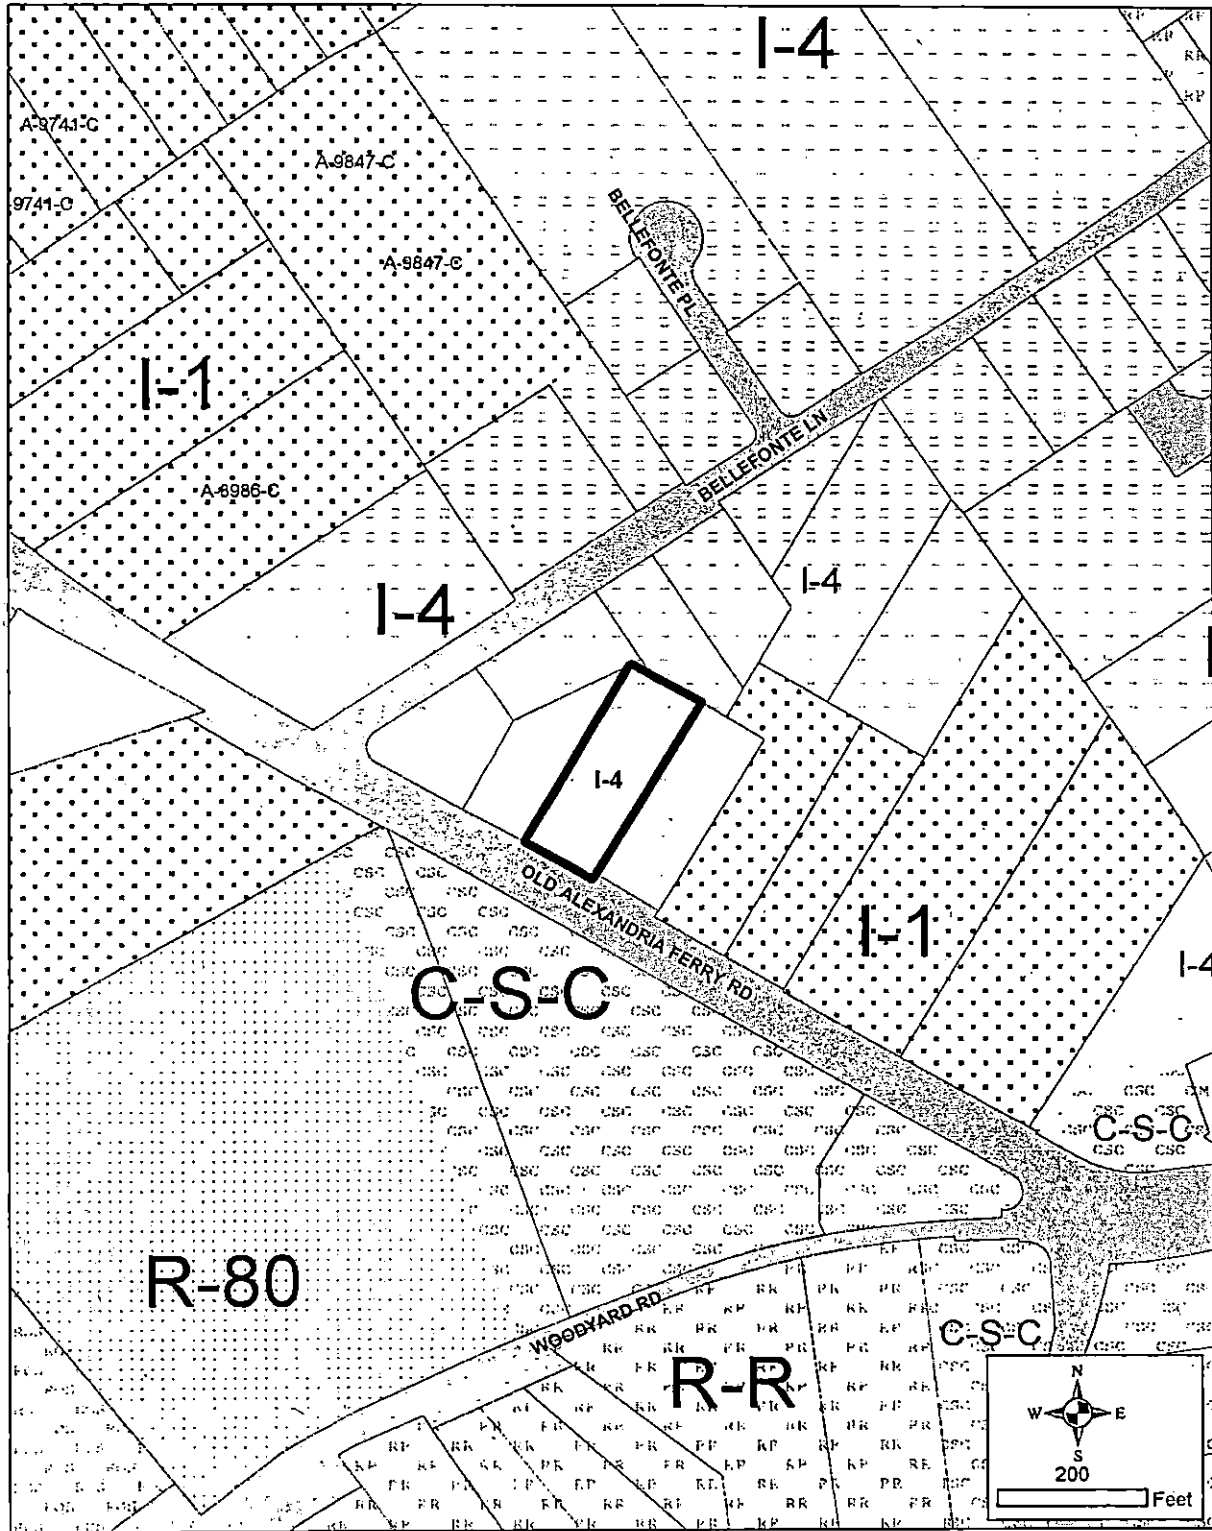 I-4
A-9741-C
A-9847-C
9741-C
BELLEFONTE PL
A-9847-C
I-1
BELLEFONTE LN
A-6986-C
I-4
I-4
I-4
OLD ALEXANDRIA FERRY RD
I-1
I-4
C-S-C
C-S-C
R-80
WOODYARD RD
C-S-C
R-R
N
W E
S
200
Feet